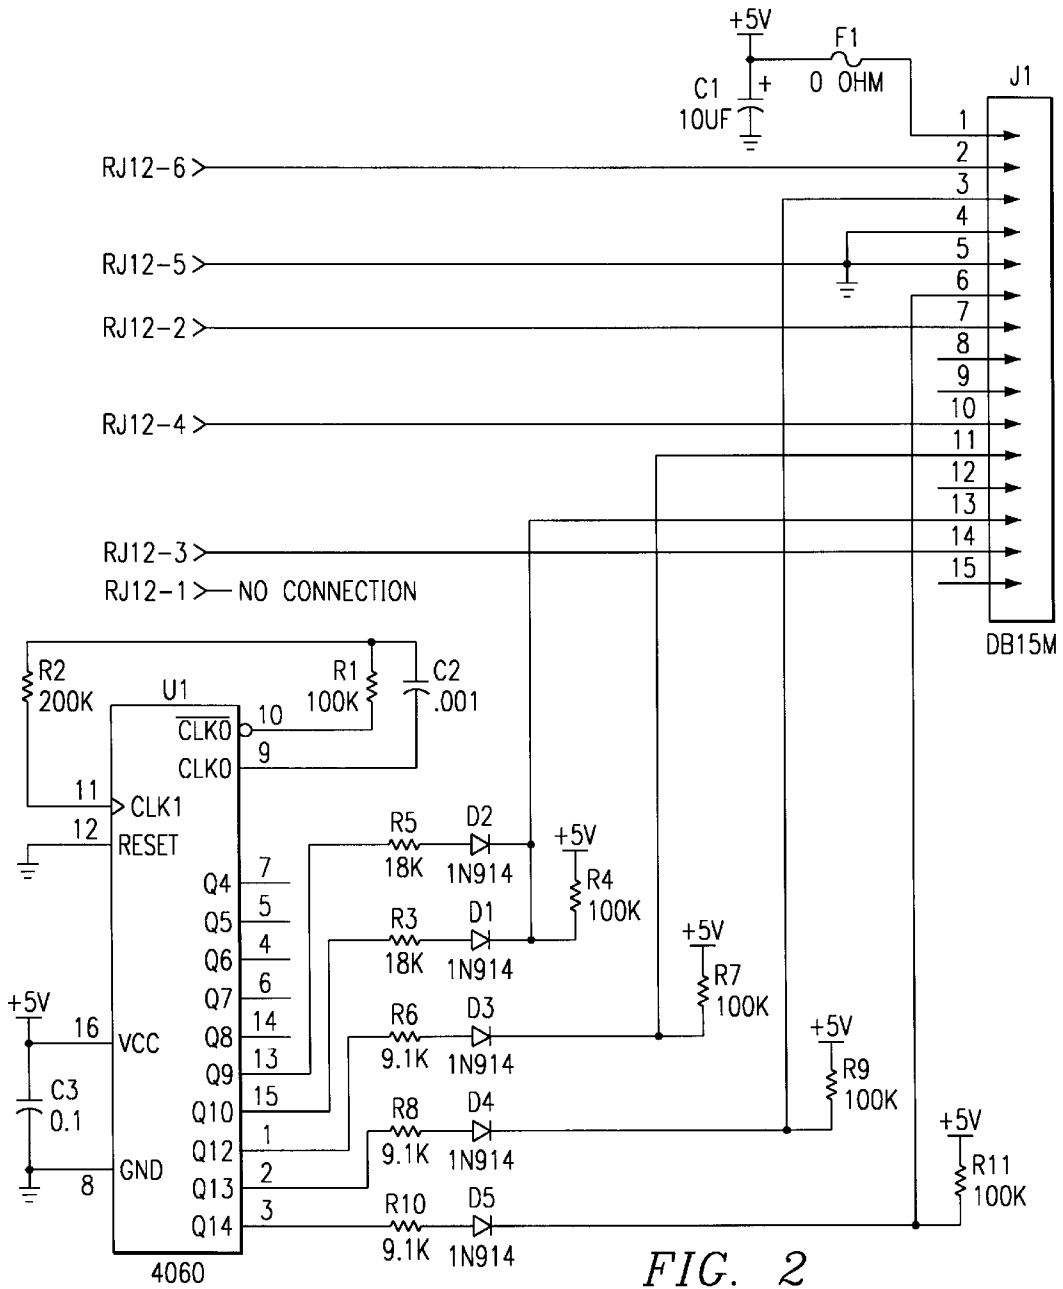 +5V
F1
0 OHM
C1
+
10UF
J1
1
2
RJ12-6
3
4
5
RJ12-5
6
7
RJ12-2
8
9
10
RJ12-4
11
12
13
14
RJ12-3
15
RJ12-1
NO CONNECTION
DB15M
R2
200K
R1
100K
C2
.001
U1
CLK0
10
CLK0
9
11
CLK1
12
RESET
Q4
7
Q5
5
Q6
4
Q7
6
Q8
14
Q9
13
Q10
15
Q12
1
Q13
2
Q14
3
+5V
16
VCC
C3
0.1
GND
8
4060
R5
18K
D2
1N914
+5V
R4
100K
R3
18K
D1
1N914
+5V
R7
100K
R6
9.1K
D3
1N914
+5V
R9
100K
R8
9.1K
D4
1N914
+5V
R11
100K
R10
9.1K
D5
1N914
FIG. 2